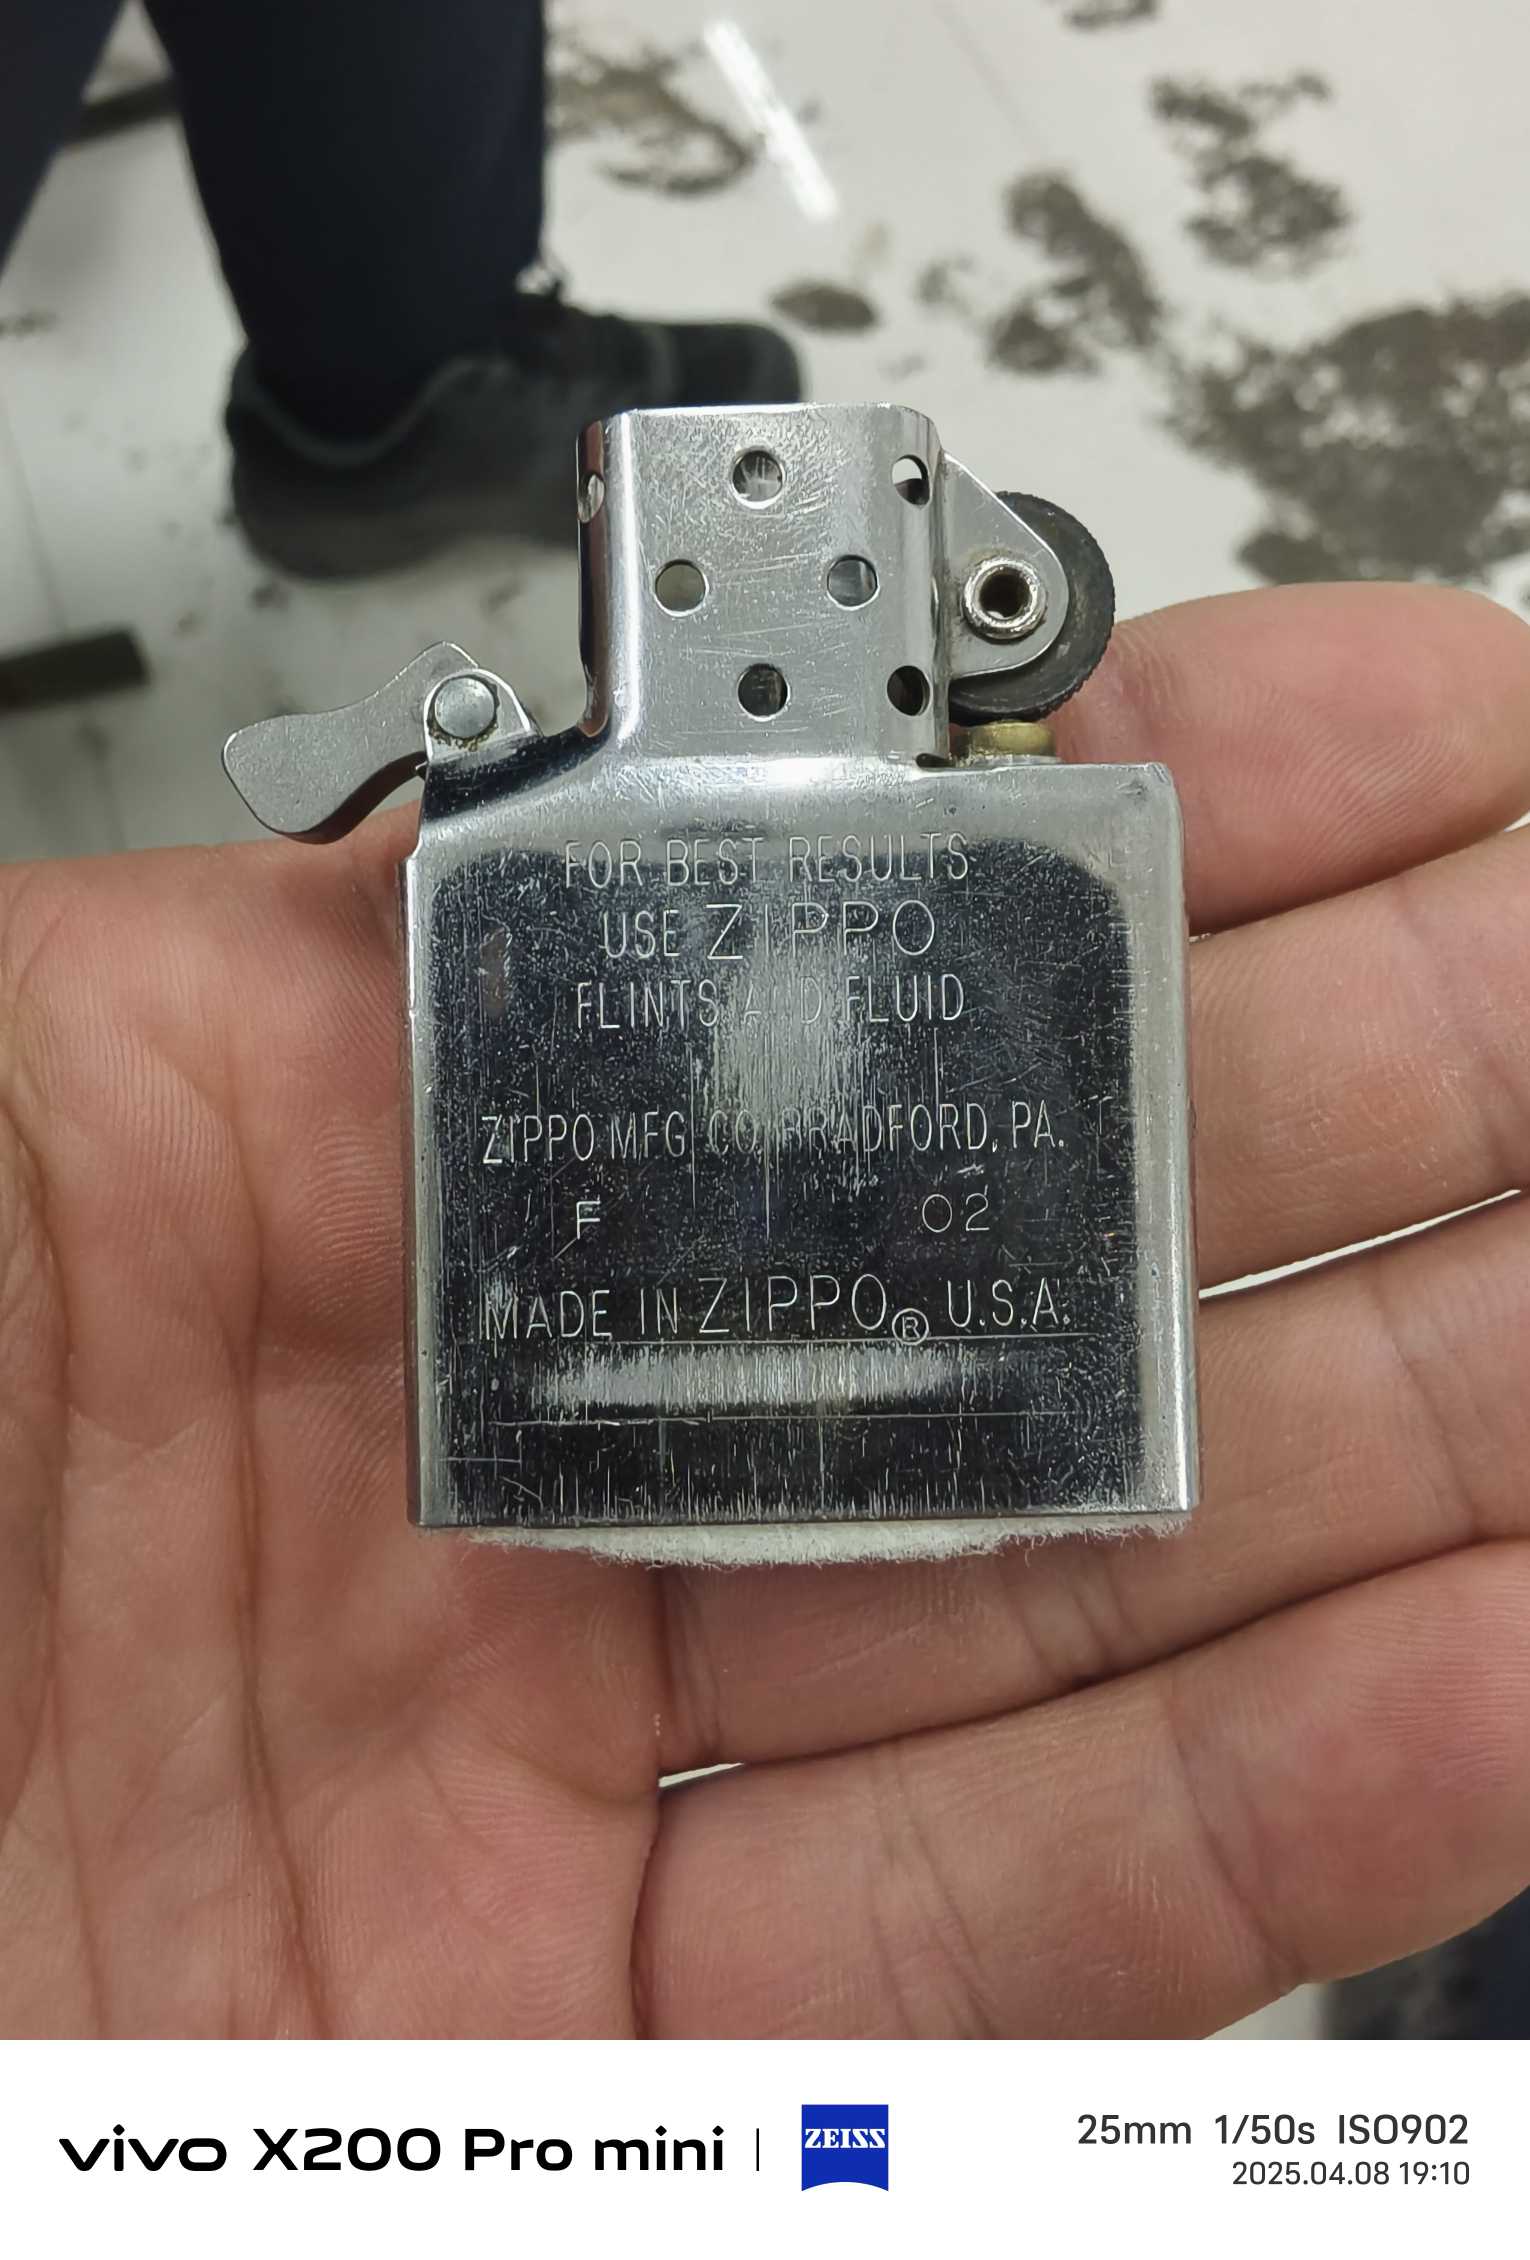 FOR BEST RESULTS
USE ZIPPO
FLINTS AND FLUID
ZIPPO MFG. CO. BRADFORD, PA.
F 02
MADE IN ZIPPO® U.S.A.
vivo X200 Pro mini | ZEISS
25mm 1/50s ISO902
2025.04.08 19:10